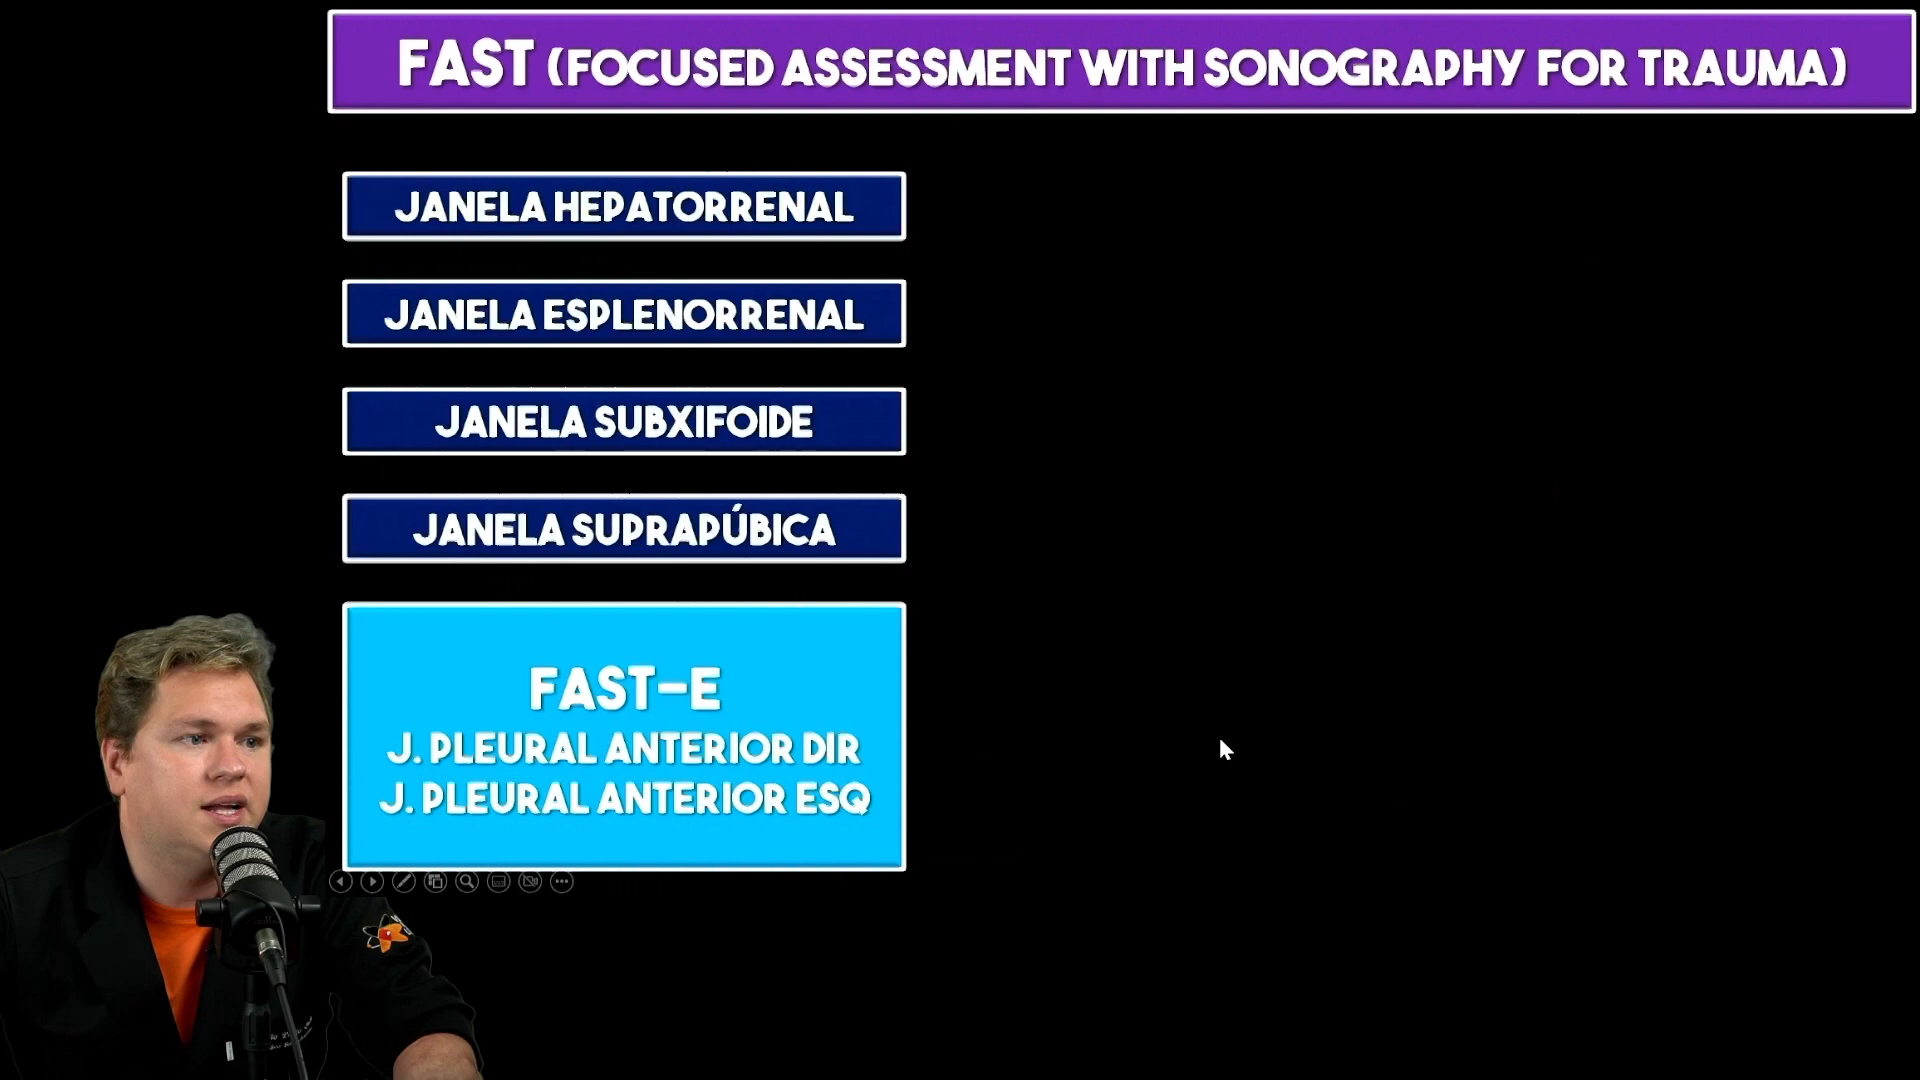 FAST (FOCUSED ASSESSMENT WITH SONOGRAPHY FOR TRAUMA)
JANELA HEPATORRENAL
JANELA ESPLENORRENAL
JANELA SUBXIFOIDE
JANELA SUPRAPÚBICA
FAST-E
J. PLEURAL ANTERIOR DIR
J. PLEURAL ANTERIOR ESQ